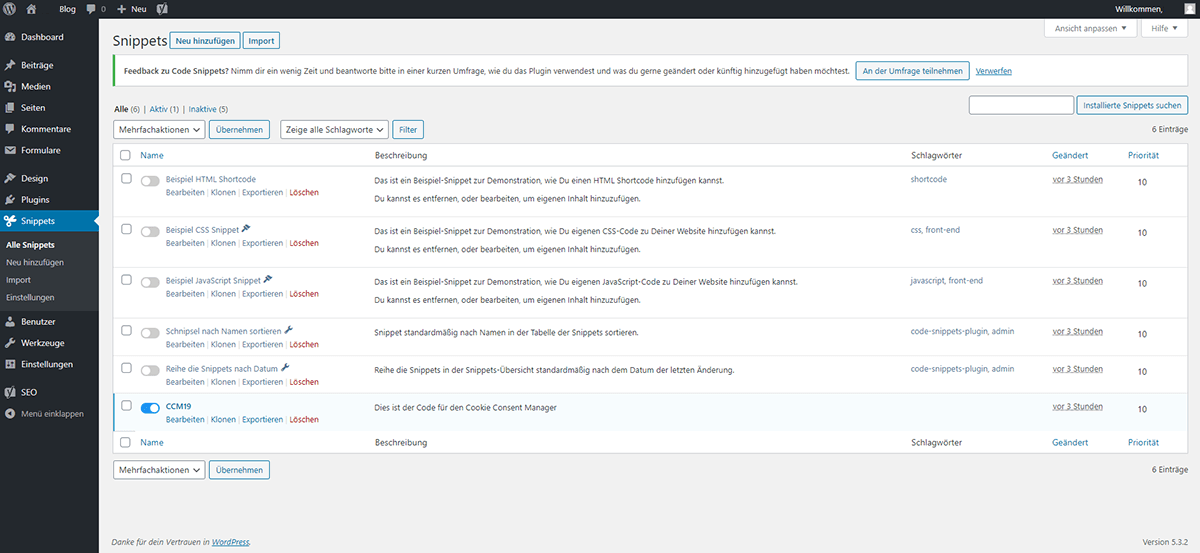 Blog 0 Neu Willkommen,
Dashboard
Beiträge
Medien
Seiten
Kommentare
Formulare
Design
Plugins
Snippets
Alle Snippets
Neu hinzufügen
Import
Einstellungen
Benutzer
Werkzeuge
Einstellungen
SEO
Menü einklappen
Ansicht anpassen ▼ Hilfe ▼
Snippets Neu hinzufügen Import
Feedback zu Code Snippets? Nimm dir ein wenig Zeit und beantworte bitte in einer kurzen Umfrage, wie du das Plugin verwendest und was du gerne geändert oder künftig hinzugefügt haben möchtest. An der Umfrage teilnehmen Verwerfen
Alle (6) | Aktiv (1) | Inaktive (5)
Installierte Snippets suchen
Mehrfachaktionen Übernehmen Zeige alle Schlagworte Filter
6 Einträge
Name Beschreibung Schlagwörter Geändert Priorität
Beispiel HTML Shortcode
Bearbeiten | Klonen | Exportieren | Löschen
Das ist ein Beispiel-Snippet zur Demonstration, wie Du einen HTML Shortcode hinzufügen kannst.
Du kannst es entfernen, oder bearbeiten, um eigenen Inhalt hinzuzufügen.
shortcode vor 3 Stunden 10
Beispiel CSS Snippet
Bearbeiten | Klonen | Exportieren | Löschen
Das ist ein Beispiel-Snippet zur Demonstration, wie Du eigenen CSS-Code zu Deiner Website hinzufügen kannst.
Du kannst es entfernen, oder bearbeiten, um eigenen Inhalt hinzuzufügen.
css, front-end vor 3 Stunden 10
Beispiel JavaScript Snippet
Bearbeiten | Klonen | Exportieren | Löschen
Das ist ein Beispiel-Snippet zur Demonstration, wie Du eigenen JavaScript-Code zu Deiner Website hinzufügen kannst.
Du kannst es entfernen, oder bearbeiten, um eigenen Inhalt hinzuzufügen.
javascript, front-end vor 3 Stunden 10
Schnipsel nach Namen sortieren
Bearbeiten | Klonen | Exportieren | Löschen
Snippet standardmäßig nach Namen in der Tabelle der Snippets sortieren.
code-snippets-plugin, admin vor 3 Stunden 10
Reihe die Snippets nach Datum
Bearbeiten | Klonen | Exportieren | Löschen
Reihe die Snippets in der Snippets-Übersicht standardmäßig nach dem Datum der letzten Änderung.
code-snippets-plugin, admin vor 3 Stunden 10
CCM19
Bearbeiten | Klonen | Exportieren | Löschen
Dies ist der Code für den Cookie Consent Manager
vor 3 Stunden 10
Name Beschreibung Schlagwörter Geändert Priorität
Mehrfachaktionen Übernehmen
6 Einträge
Danke für dein Vertrauen in WordPress. Version 5.3.2